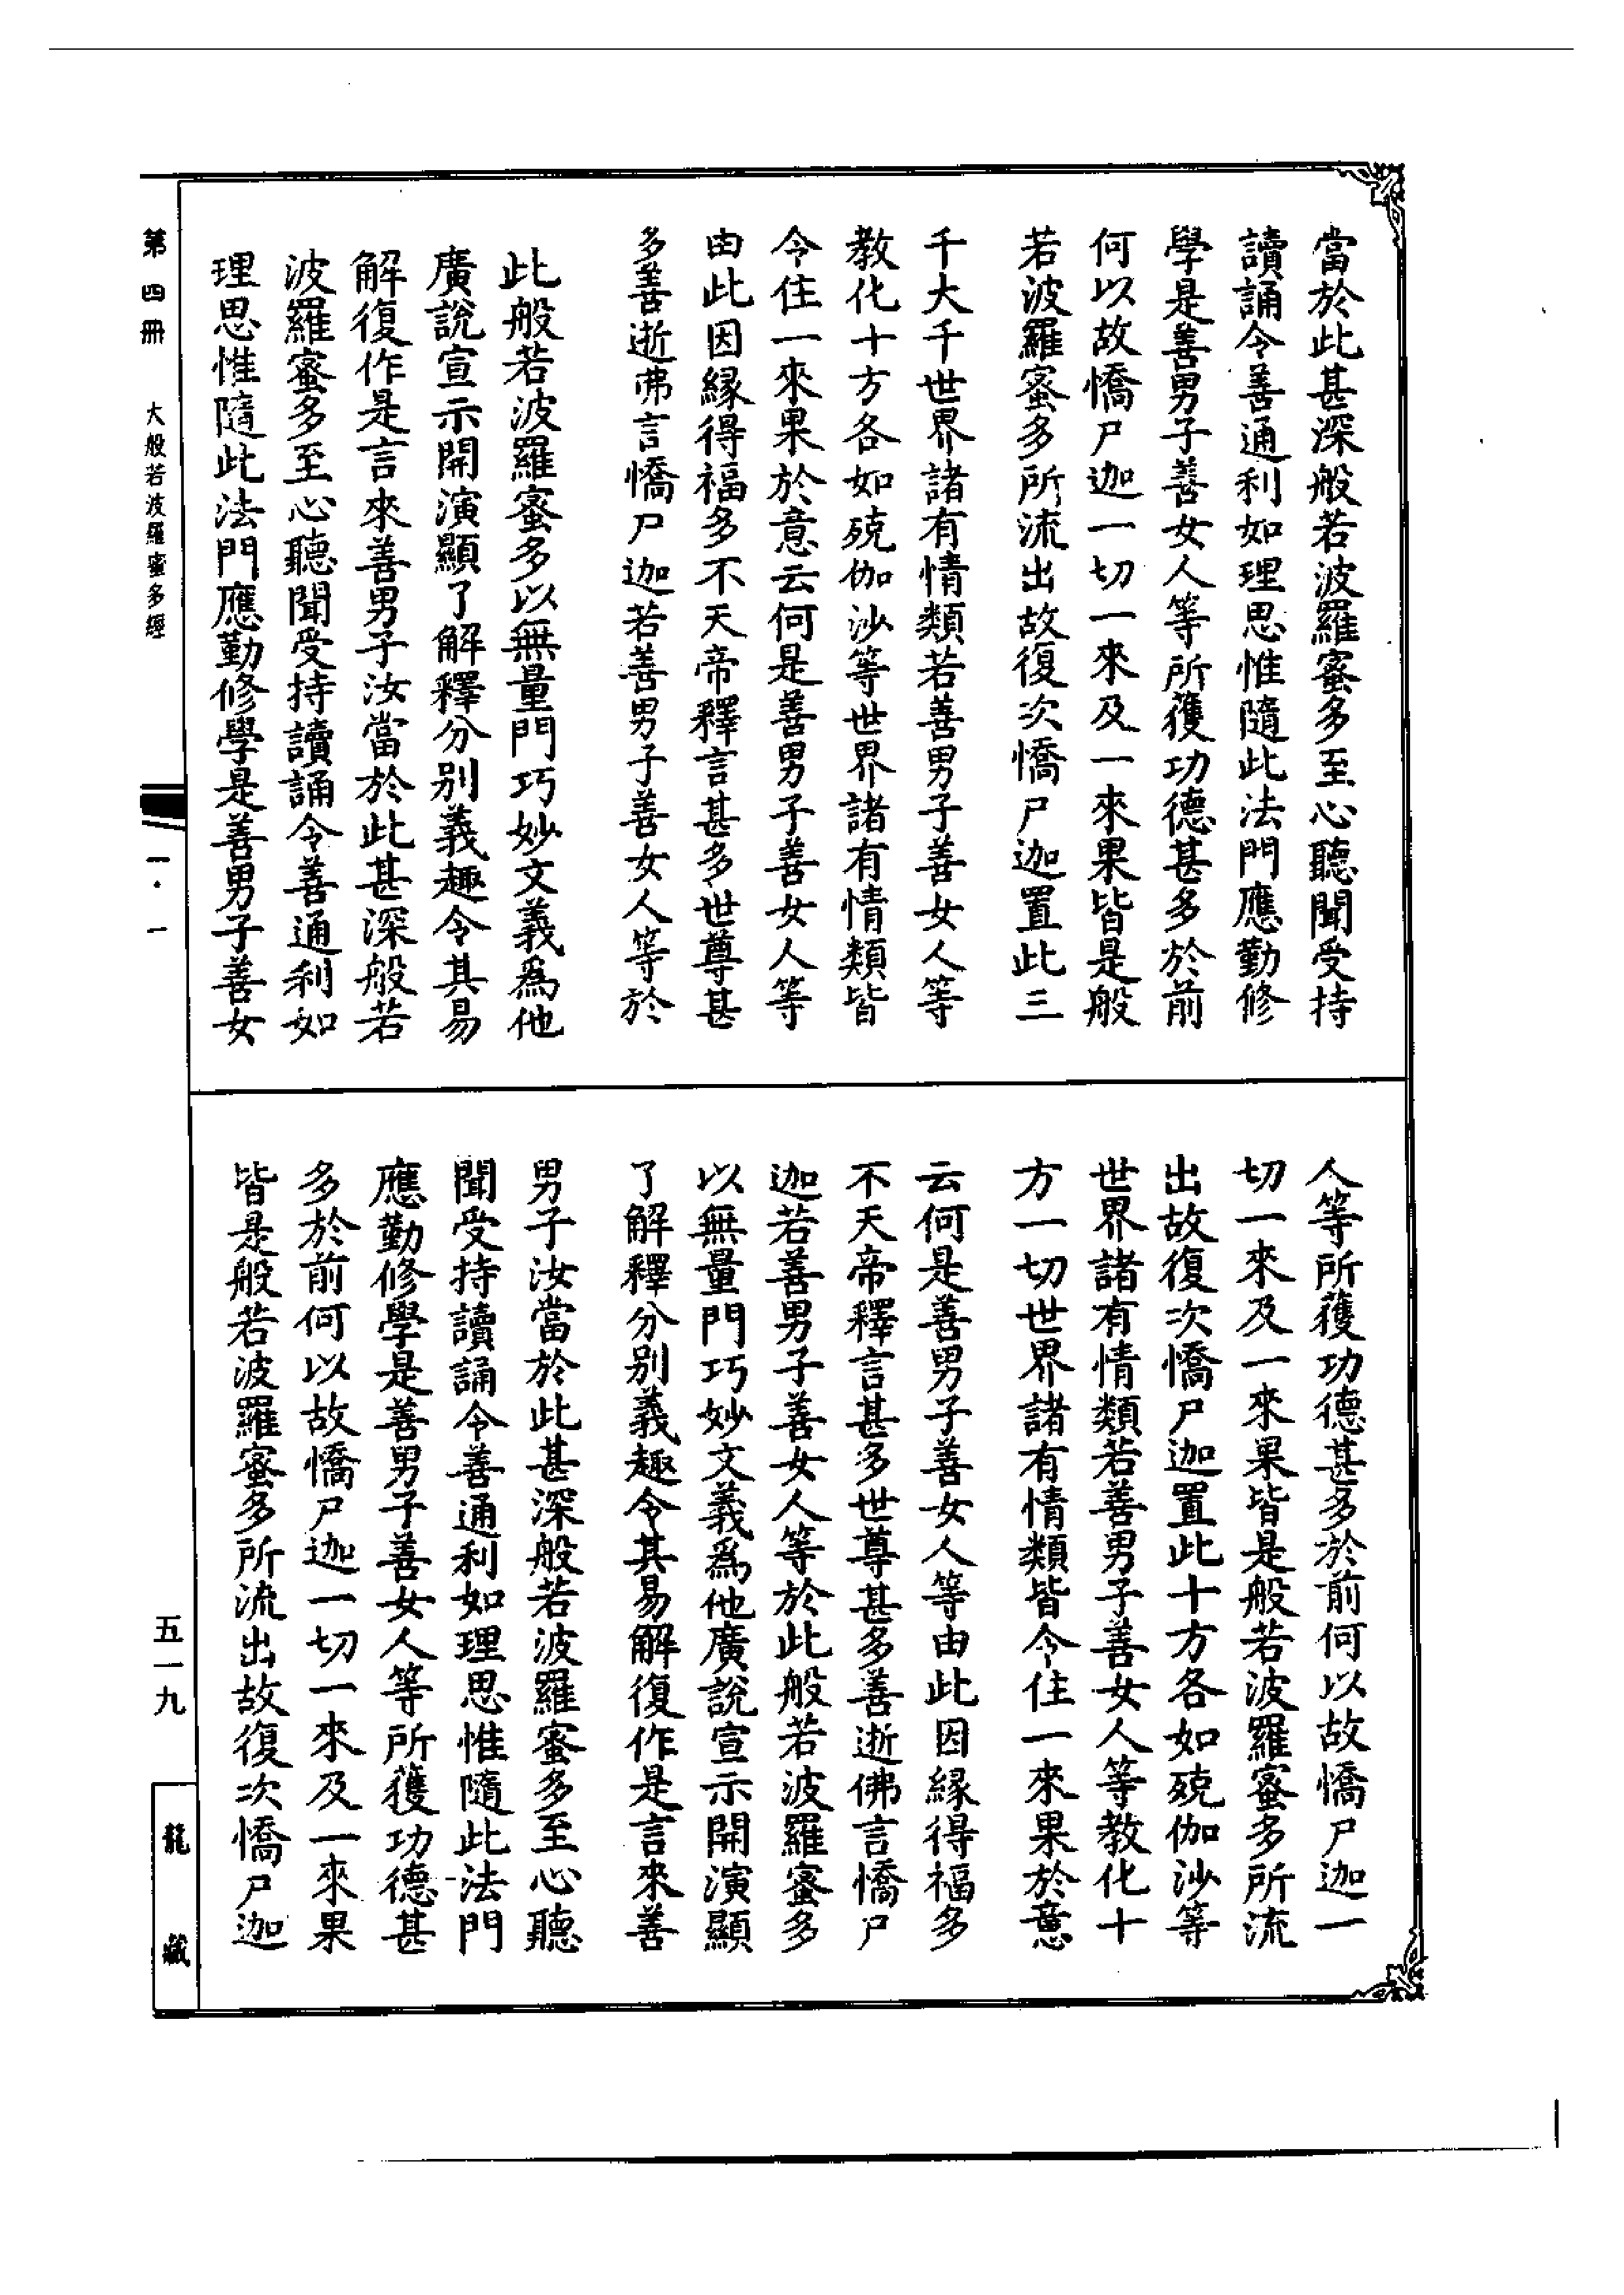 當於此甚深般若波羅蜜多至心聽聞受持
讀誦令善通利如理思惟隨此法門應勤修
學是善男子善女人等所獲功德甚多於前
何以故憍尸迦一切一來及一來果皆是般
若波羅蜜多所流出故復次憍尸迦置此三
千大千世界諸有情類若善男子善女人等
教化十方各如殑伽沙等世界諸有情類皆
令住一來果於意云何是善男子善女人等
由此因緣得福多不天帝釋言甚多世尊甚
多善逝佛言憍尸迦若善男子善女人等於
此般若波羅蜜多以無量門巧妙文義為他
廣說宣示開演顯了解釋分別義趣令其易
解復作是言來善男子汝當於此甚深般若
波羅蜜多至心聽聞受持讀誦令善通利如
理思惟隨此法門應勤修學是善男子善女
人等所獲功德甚多於前何以故憍尸迦一
切一來及一來果皆是般若波羅蜜多所流
出故復次憍尸迦置此十方各如殑伽沙等
世界諸有情類若善男子善女人等教化十
方一切世界諸有情類皆令住一來果於意
云何是善男子善女人等由此因緣得福多
不天帝釋言甚多世尊甚多善逝佛言憍尸
迦若善男子善女人等於此般若波羅蜜多
以無量門巧妙文義為他廣說宣示開演顯
了解釋分別義趣令其易解復作是言來善
男子汝當於此甚深般若波羅蜜多至心聽
聞受持讀誦令善通利如理思惟隨此法門
應勤修學是善男子善女人等所獲功德甚
多於前何以故憍尸迦一切一來及一來果
皆是般若波羅蜜多所流出故復次憍尸迦
第四冊 大般若波羅蜜多經 一·一
五一九
龍藏